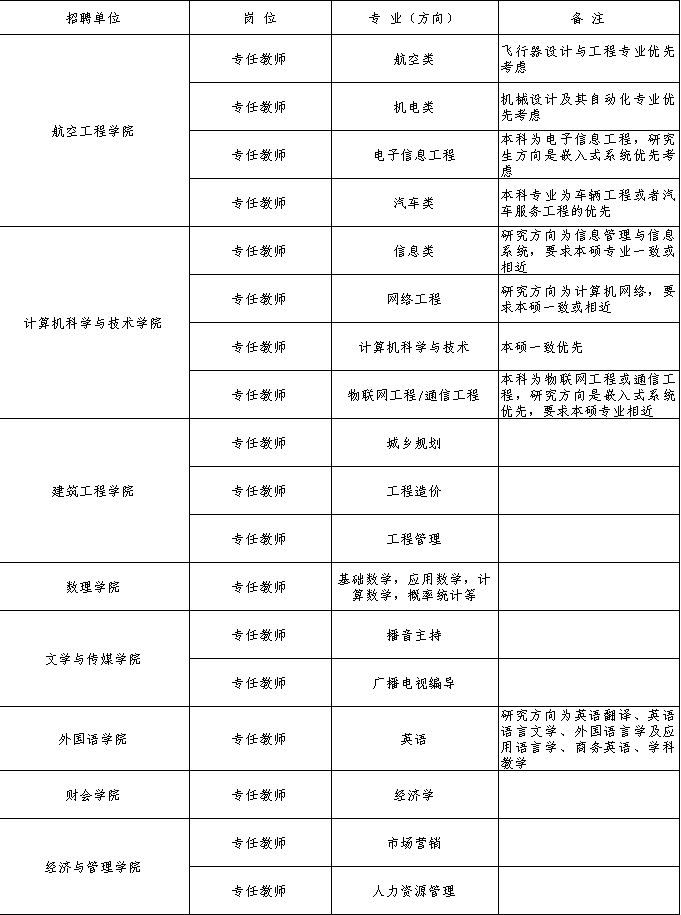 招聘单位 岗 位 专 业（方向） 备 注
航空工程学院
专任教师 航空类
飞行器设计与工程专业优先
考虑
专任教师 机电类
机械设计及其自动化专业优
先考虑
专任教师 电子信息工程
本科为电子信息工程，研究
生方向是嵌入式系统优先考
虑
专任教师 汽车类
本科专业为车辆工程或者汽
车服务工程的优先
计算机科学与技术学院
专任教师 信息类
研究方向为信息管理与信息
系统，要求本硕专业一致或
相近
专任教师 网络工程
研究方向为计算机网络，要
求本硕一致或相近
专任教师 计算机科学与技术 本硕一致优先
专任教师 物联网工程/通信工程
本科为物联网工程或通信工
程，研究方向是嵌入式系统
优先，要求本硕专业相近
建筑工程学院
专任教师 城乡规划
专任教师 工程造价
专任教师 工程管理
数理学院 专任教师
基础数学，应用数学，计
算数学，概率统计等
文学与传媒学院
专任教师 播音主持
专任教师 广播电视编导
外国语学院 专任教师 英语
研究方向为英语翻译、英语
语言文学、外国语言学及应
用语言学、商务英语、学科
教学
财会学院 专任教师 经济学
经济与管理学院
专任教师 市场营销
专任教师 人力资源管理